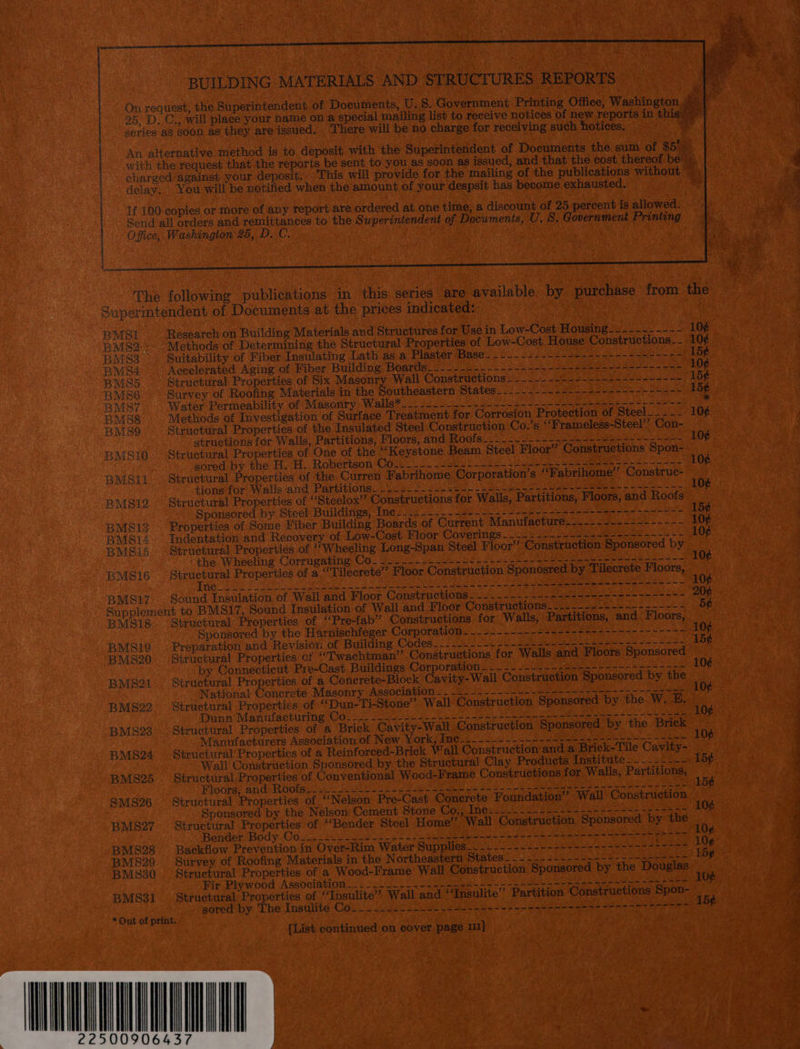 BUILDING MATERIALS AND STRUCTURES REPORTS
On request, the Superintendent of Documents, U. S. Government Printing Office, Washington
25, D. C., will place your name on a special mailing list to receive notices of new reports in this
series as soon as they are issued. There will be no charge for receiving such notices.
An alternative method is to deposit with the Superintendent of Documents the sum of $5
with the request that the reports be sent to you as soon as issued, and that the cost thereof be
charged against your deposit. This will provide for the mailing of the publications without
delay. You will be notified when the amount of your despsit has become exhausted.
If 100 copies or more of any report are ordered at one time, a discount of 25 percent is allowed.
Send all orders and remittances to the Superintendent of Documents, U. S. Government Printing
Office, Washington 25, D. C.
The following publications in this series are available by purchase from the
Superintendent of Documents at the prices indicated:
BMS1 Research on Building Materials and Structures for Use in Low-Cost Housing 10¢
BMS2 Methods of Determining the Structural Properties of Low-Cost House Constructions 10¢
BMS3 Suitability of Fiber Insulating Lath as a Plaster Base 15¢
BMS4 Accelerated Aging of Fiber Building Boards 10¢
BMS5 Structural Properties of Six Masonry Wall Constructions 15¢
BMS6 Survey of Roofing Materials in the Southeastern States 15¢
BMS7 Water Permeability of Masonry Walls* *
BMS8 Methods of Investigation of Surface Treatment for Corrosion Protection of Steel 10¢
BMS9 Structural Properties of the Insulated Steel Construction Co.'s "Frameless-Steel" Con-
structions for Walls, Partitions, Floors, and Roofs 10¢
BMS10 Structural Properties of One of the "Keystone Beam Steel Floor" Constructions Spon-
sored by the H. H. Robertson Co. 10¢
BMS11 Structural Properties of the Curren Fabrihome Corporation's "Fabrihome" Construc-
tions for Walls and Partitions 10¢
BMS12 Structural Properties of "Steelox" Constructions for Walls, Partitions, Floors, and Roofs
Sponsored by Steel Buildings, Inc 15¢
BMS13 Properties of Some Fiber Building Boards of Current Manufacture 10¢
BMS14 Indentation and Recovery of Low-Cost Floor Coverings 10¢
BMS15 Structural Properties of "Wheeling Long-Span Steel Floor" Construction Sponsored by
the Wheeling Corrugating Co 10¢
BMS16 Structural Properties of a "Tilecrete" Floor Construction Sponosred by Tilecrete Floors,
Inc 10¢
BMS17 Sound Insulation of Wall and Floor Constructions 20¢
Supplement to BMS17, Sound Insulation of Wall and Floor Constructions 5¢
BMS18 Structural Properties of "Pre-fab" Constructions for Walls, Partitions, and Floors,
Sponsored by the Harnischfeger Corporation 10¢
BMS19 Preparation and Revision of Building Codes 15¢
BMS20 Structural Properties of "Twachtman" Constructions for Walls and Floors Sponsored
by Connecticut Pre-Cast Buildings Corporation 10¢
BMS21 Structural Properties of a Concrete-Block Cavity-Wall Construction Sponsored by the
National Concrete Masonry Association 10¢
BMS22 Structural Properties of "Dun-Ti-Stone" Wall Construction Sponsored by the W. E.
Dunn Manufacturing Co 10¢
BMS23 Structural Properties of a Brick Cavity-Wall Construction Sponsored by the Brick
Manufacturers Association of New York, Inc 10¢
BMS24 Structural Properties of a Reinforced-Brick Wall Construction and a Brick-Tile Cavity-
Wall Construction Sponsored by the Structural Clay Products Institute 15¢
BMS25 Structural Properties of Conventional Wood-Frame Constructions for Walls, Partitions,
Floors, and Roofs 15¢
SMS26 Structural Properties of "Nelson Pre-Cast Concrete Foundation" Wall Construction
Sponsored by the Nelson Cement Stone Co., Inc 10¢
BMS27 Structural Properties of "Bender Steel Home" Wall Construction Sponsored by the
Bender Body Co 10¢
BMS28 Backflow Prevention in Over-Rim Water Supplies 10¢
BMS29 Survey of Roofing Materials in the Northeastern States 15¢
BMS30 Structural Properties of a Wood-Frame Wall Construction Sponsored by the Douglas
Fir Plywood Association 10¢
BMS31 Structural Properties of "Insulite" Wall and "Insulite" Partition Constructions Spon-
sored by The Insulite Co 15¢
*Out of print.
[List continued on cover page III]
22500906437